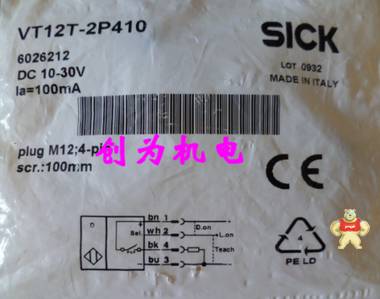 VT12T-2P410
6026212
DC 10-30V
Ia=100mA
SICK
LOT 0932
MADE IN ITALY
创为机电
plug M12;4-pin
scr.:100mm
CE
bn 1
D.on
Sel.
wh 2
L.on
bk 4
Teach
bu 3
4
PE LD